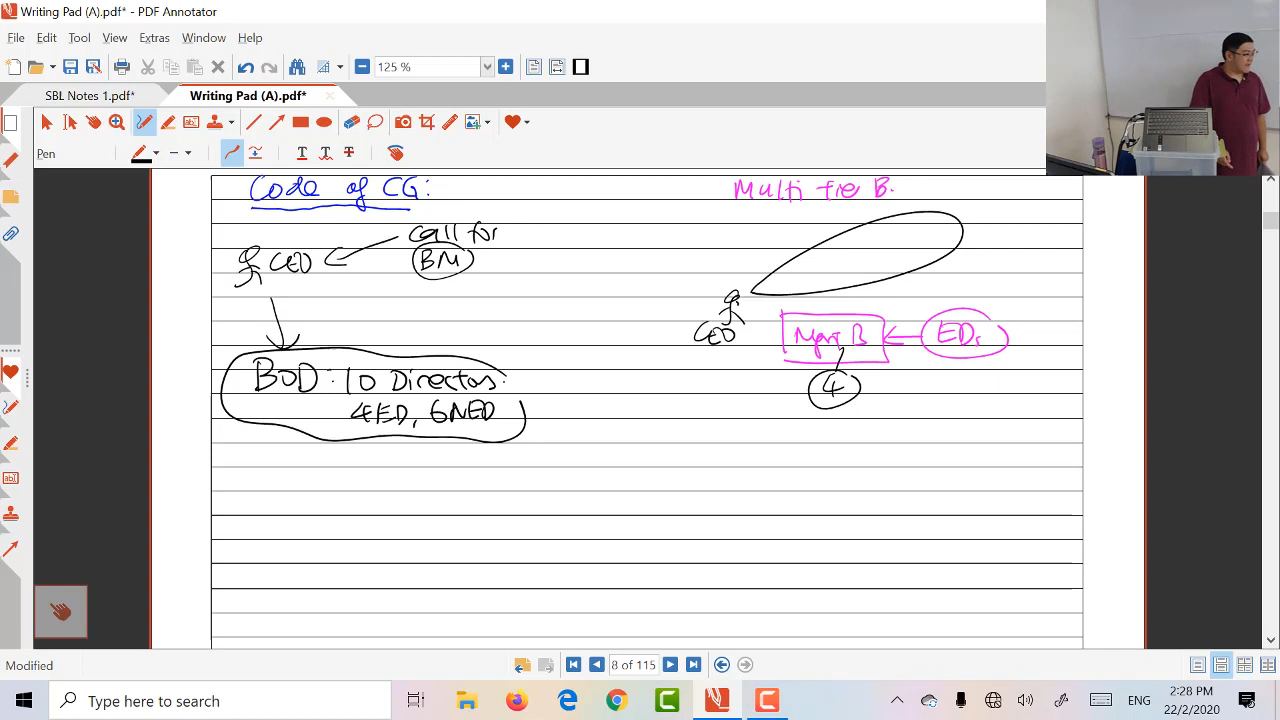 Writing Pad (A).pdf* - PDF Annotator
File Edit Tool View Extras Window Help
125 %
SBL Notes 1.pdf*
Writing Pad (A).pdf*
Pen
Code of CG:
Multi tier B.
call for
CEO
BM
CEO
Mgmt B
EDs
4
BOD: 10 Directors.
4ED, 6NED
8 of 115
Modified
Type here to search
ENG
2:28 PM
22/2/2020